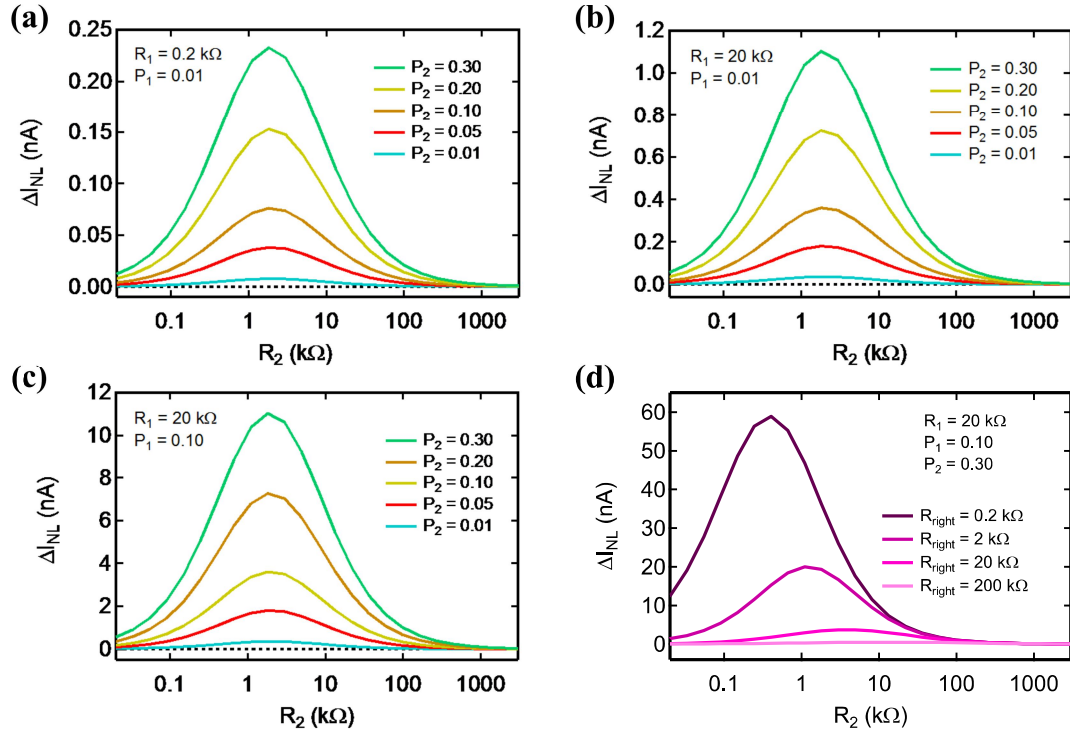 (a)
0.25
0.20
0.15
0.10
0.05
0.00
ΔI_NL (nA)
R₁ = 0.2 kΩ
P₁ = 0.01
P₂ = 0.30
P₂ = 0.20
P₂ = 0.10
P₂ = 0.05
P₂ = 0.01
0.1 1 10 100 1000
R₂ (kΩ)
(b)
1.2
1.0
0.8
0.6
0.4
0.2
0.0
ΔI_NL (nA)
R₁ = 20 kΩ
P₁ = 0.01
P₂ = 0.30
P₂ = 0.20
P₂ = 0.10
P₂ = 0.05
P₂ = 0.01
0.1 1 10 100 1000
R₂ (kΩ)
(c)
12
10
8
6
4
2
0
ΔI_NL (nA)
R₁ = 20 kΩ
P₁ = 0.10
P₂ = 0.30
P₂ = 0.20
P₂ = 0.10
P₂ = 0.05
P₂ = 0.01
0.1 1 10 100 1000
R₂ (kΩ)
(d)
60
50
40
30
20
10
0
ΔI_NL (nA)
R₁ = 20 kΩ
P₁ = 0.10
P₂ = 0.30
R_right = 0.2 kΩ
R_right = 2 kΩ
R_right = 20 kΩ
R_right = 200 kΩ
0.1 1 10 100 1000
R₂ (kΩ)